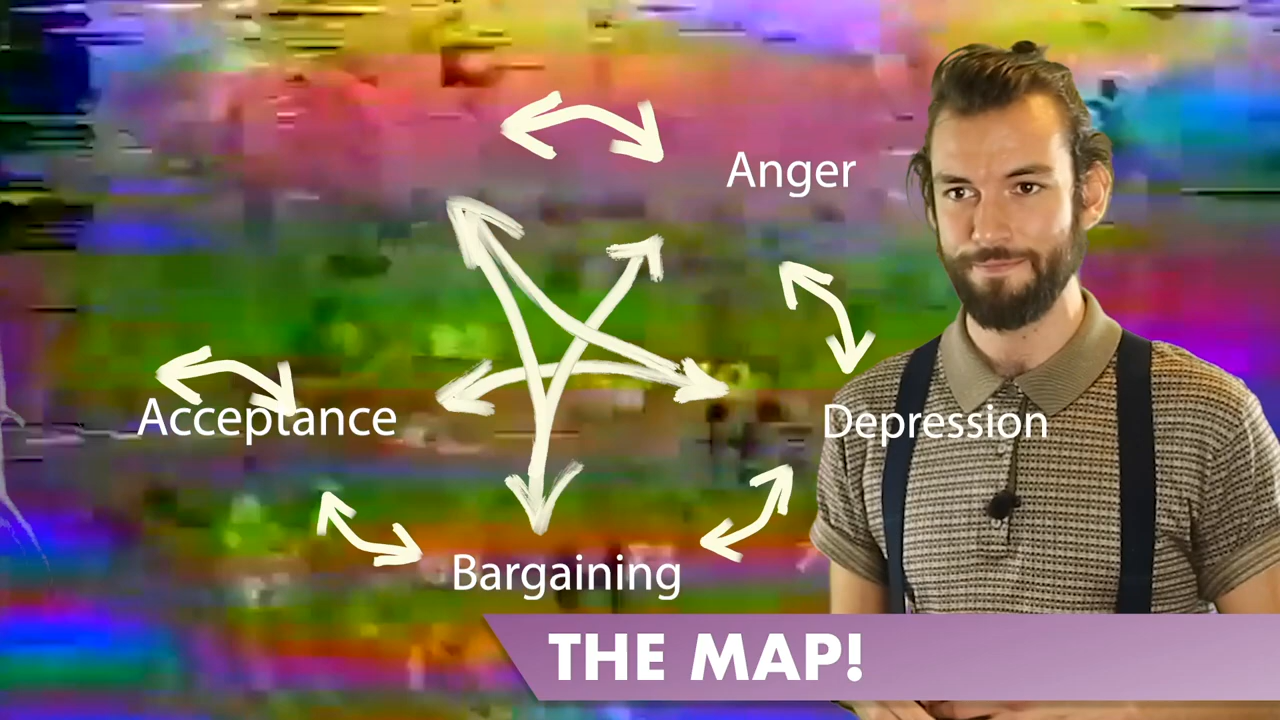 Anger
Acceptance
Depression
Bargaining
THE MAP!